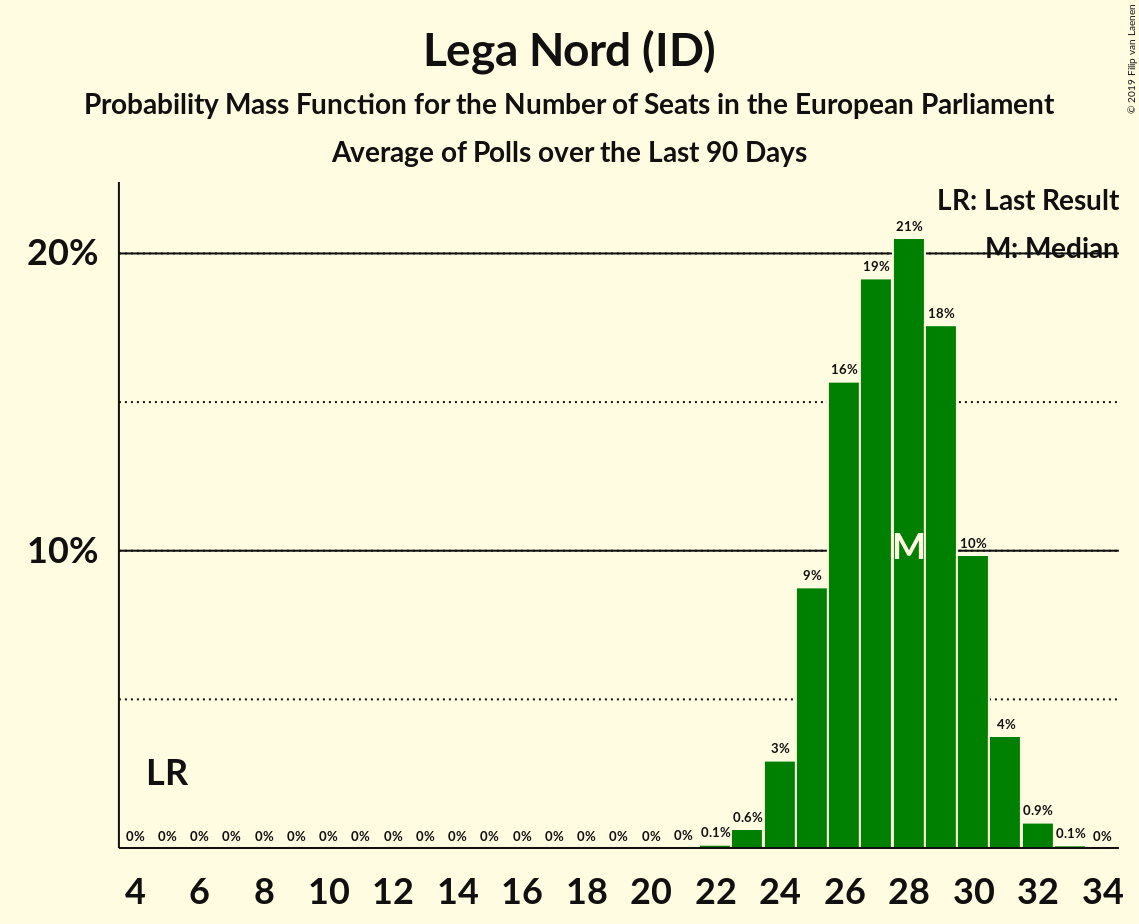 Lega Nord (ID)
Probability Mass Function for the Number of Seats in the European Parliament
Average of Polls over the Last 90 Days
© 2019 Filip van Laenen
LR: Last Result
M: Median
20%
10%
21%
19%
18%
16%
10%
9%
4%
3%
0.9%
0.6%
0.1%
0.1%
M
LR
0% 0% 0% 0% 0% 0% 0% 0% 0% 0% 0% 0% 0% 0% 0% 0% 0% 0% 0%
4 6 8 10 12 14 16 18 20 22 24 26 28 30 32 34